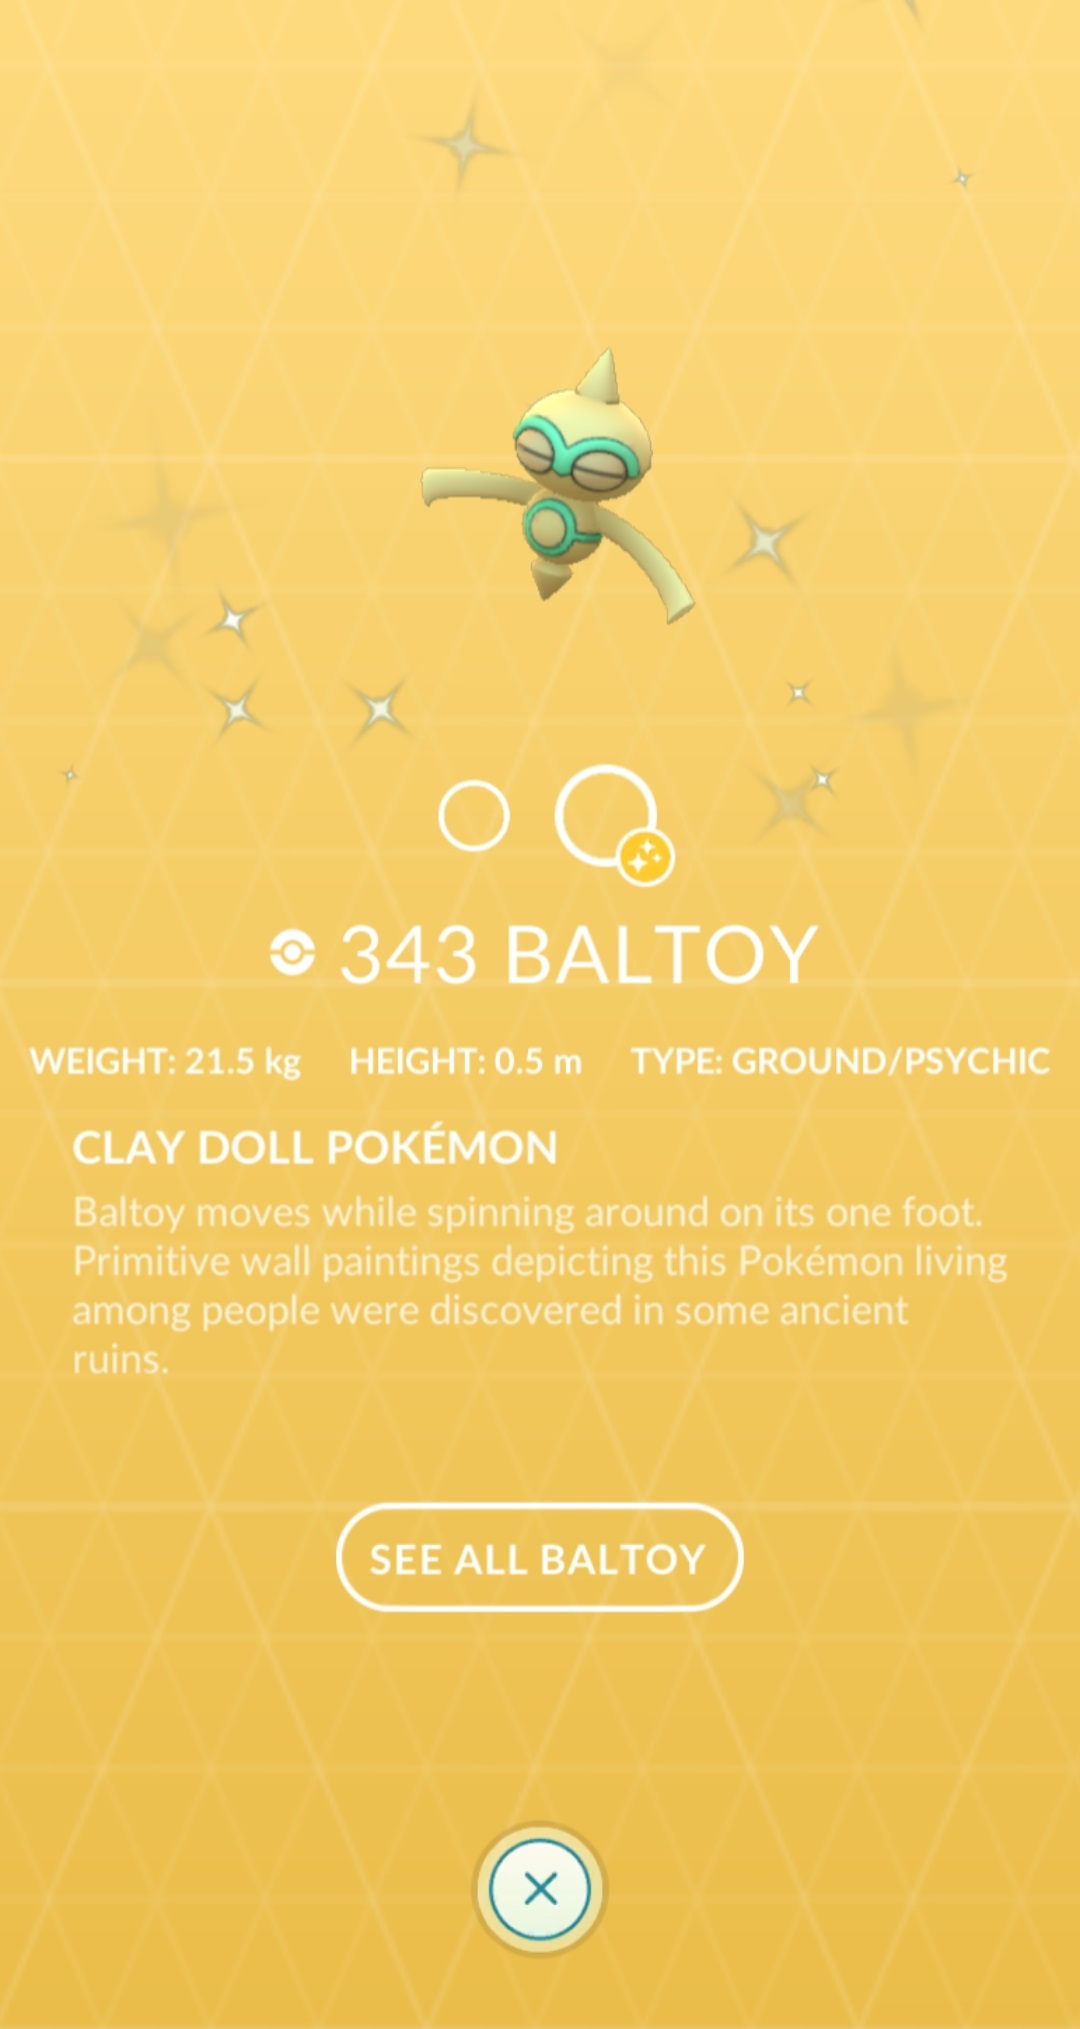 343 BALTOY
WEIGHT: 21.5 kg HEIGHT: 0.5 m TYPE: GROUND/PSYCHIC
CLAY DOLL POKÉMON
Baltoy moves while spinning around on its one foot.
Primitive wall paintings depicting this Pokémon living
among people were discovered in some ancient
ruins.
SEE ALL BALTOY